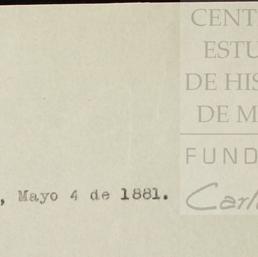 CENT
ESTU
DE HIS
DE M
FUND
Carl
, Mayo 4 de 1881.